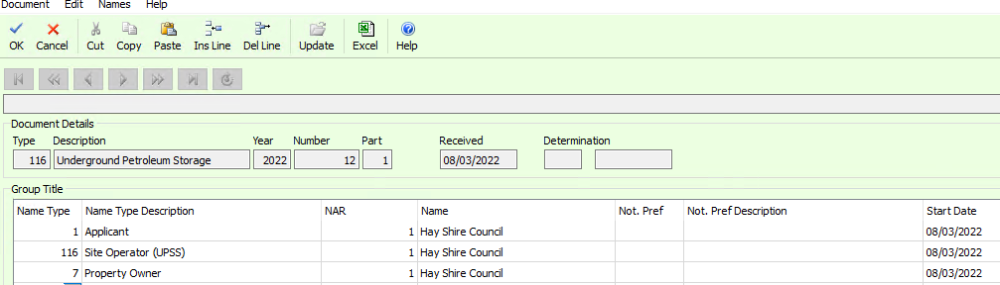 Document Edit Names Help
OK Cancel Cut Copy Paste Ins Line Del Line Update Excel Help
Document Details
Type Description Year Number Part Received Determination
116 Underground Petroleum Storage 2022 12 1 08/03/2022
Group Title
Name Type Name Type Description NAR Name Not. Pref Not. Pref Description Start Date
1 Applicant 1 Hay Shire Council 08/03/2022
116 Site Operator (UPSS) 1 Hay Shire Council 08/03/2022
7 Property Owner 1 Hay Shire Council 08/03/2022